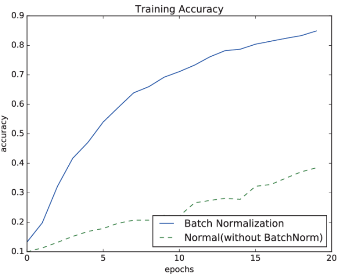 Training Accuracy
0.9
0.8
0.7
0.6
0.5
0.4
0.3
0.2
0.1
accuracy
0 5 10 15 20
epochs
Batch Normalization
Normal(without BatchNorm)